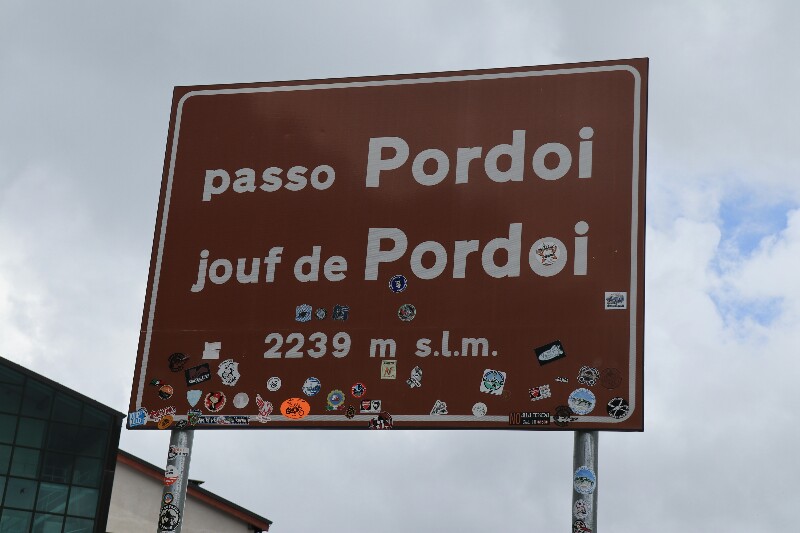 passo Pordoi
jouf de Pordoi
2239 m s.l.m.